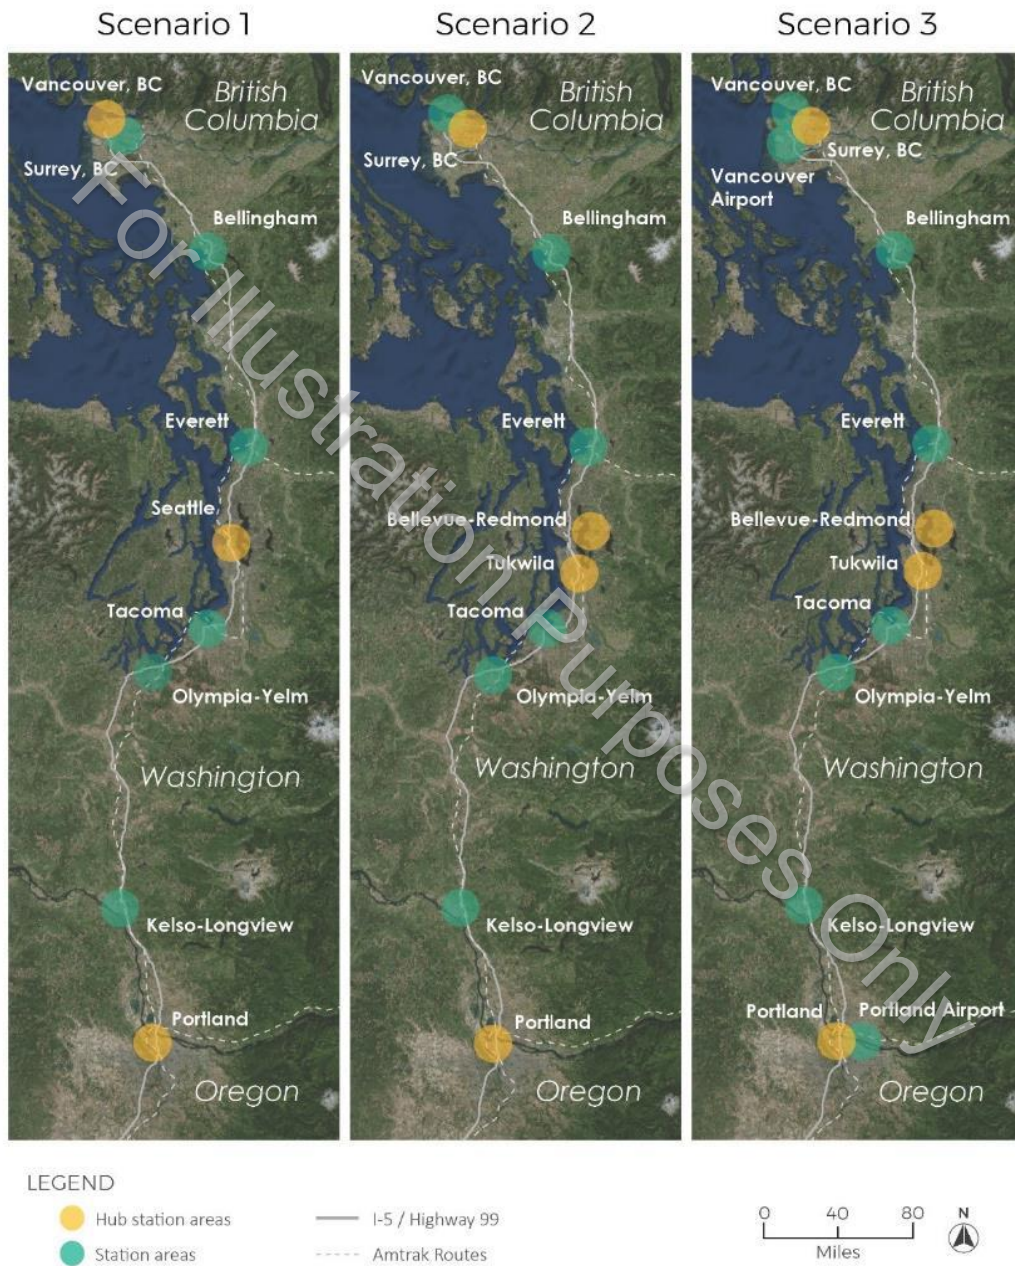 Scenario 1
Scenario 2
Scenario 3
Vancouver, BC
British
Columbia
Surrey, BC
Bellingham
Everett
Seattle
Tacoma
Olympia-Yelm
Washington
Kelso-Longview
Portland
Oregon
Vancouver, BC
British
Columbia
Surrey, BC
Bellingham
Everett
Bellevue-Redmond
Tukwila
Tacoma
Olympia-Yelm
Washington
Kelso-Longview
Portland
Oregon
Vancouver, BC
British
Columbia
Surrey, BC
Vancouver
Airport
Bellingham
Everett
Bellevue-Redmond
Tukwila
Tacoma
Olympia-Yelm
Washington
Kelso-Longview
Portland
Portland Airport
Oregon
For Illustration Purposes Only
LEGEND
Hub station areas
Station areas
I-5 / Highway 99
Amtrak Routes
0 40 80
Miles
N